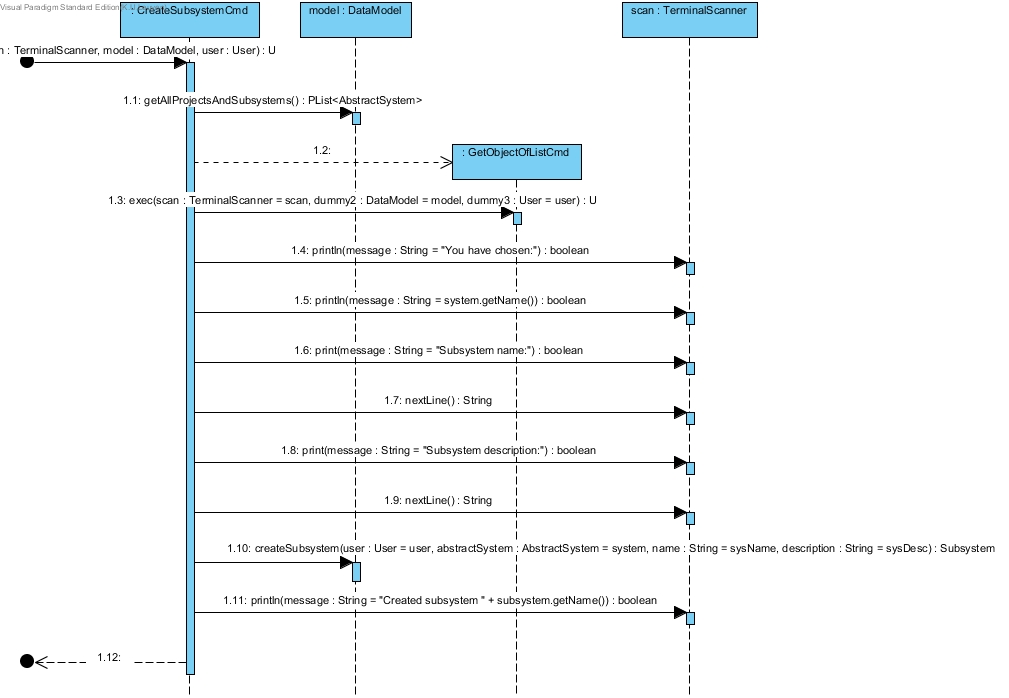 Visual Paradigm Standard Edition
: CreateSubsystemCmd
model : DataModel
scan : TerminalScanner
n : TerminalScanner, model : DataModel, user : User) : U
1.1: getAllProjectsAndSubsystems() : PList<AbstractSystem>
1.2:
: GetObjectOfListCmd
1.3: exec(scan : TerminalScanner = scan, dummy2 : DataModel = model, dummy3 : User = user) : U
1.4: println(message : String = "You have chosen:") : boolean
1.5: println(message : String = system.getName()) : boolean
1.6: print(message : String = "Subsystem name:") : boolean
1.7: nextLine() : String
1.8: print(message : String = "Subsystem description:") : boolean
1.9: nextLine() : String
1.10: createSubsystem(user : User = user, abstractSystem : AbstractSystem = system, name : String = sysName, description : String = sysDesc) : Subsystem
1.11: println(message : String = "Created subsystem " + subsystem.getName()) : boolean
1.12: